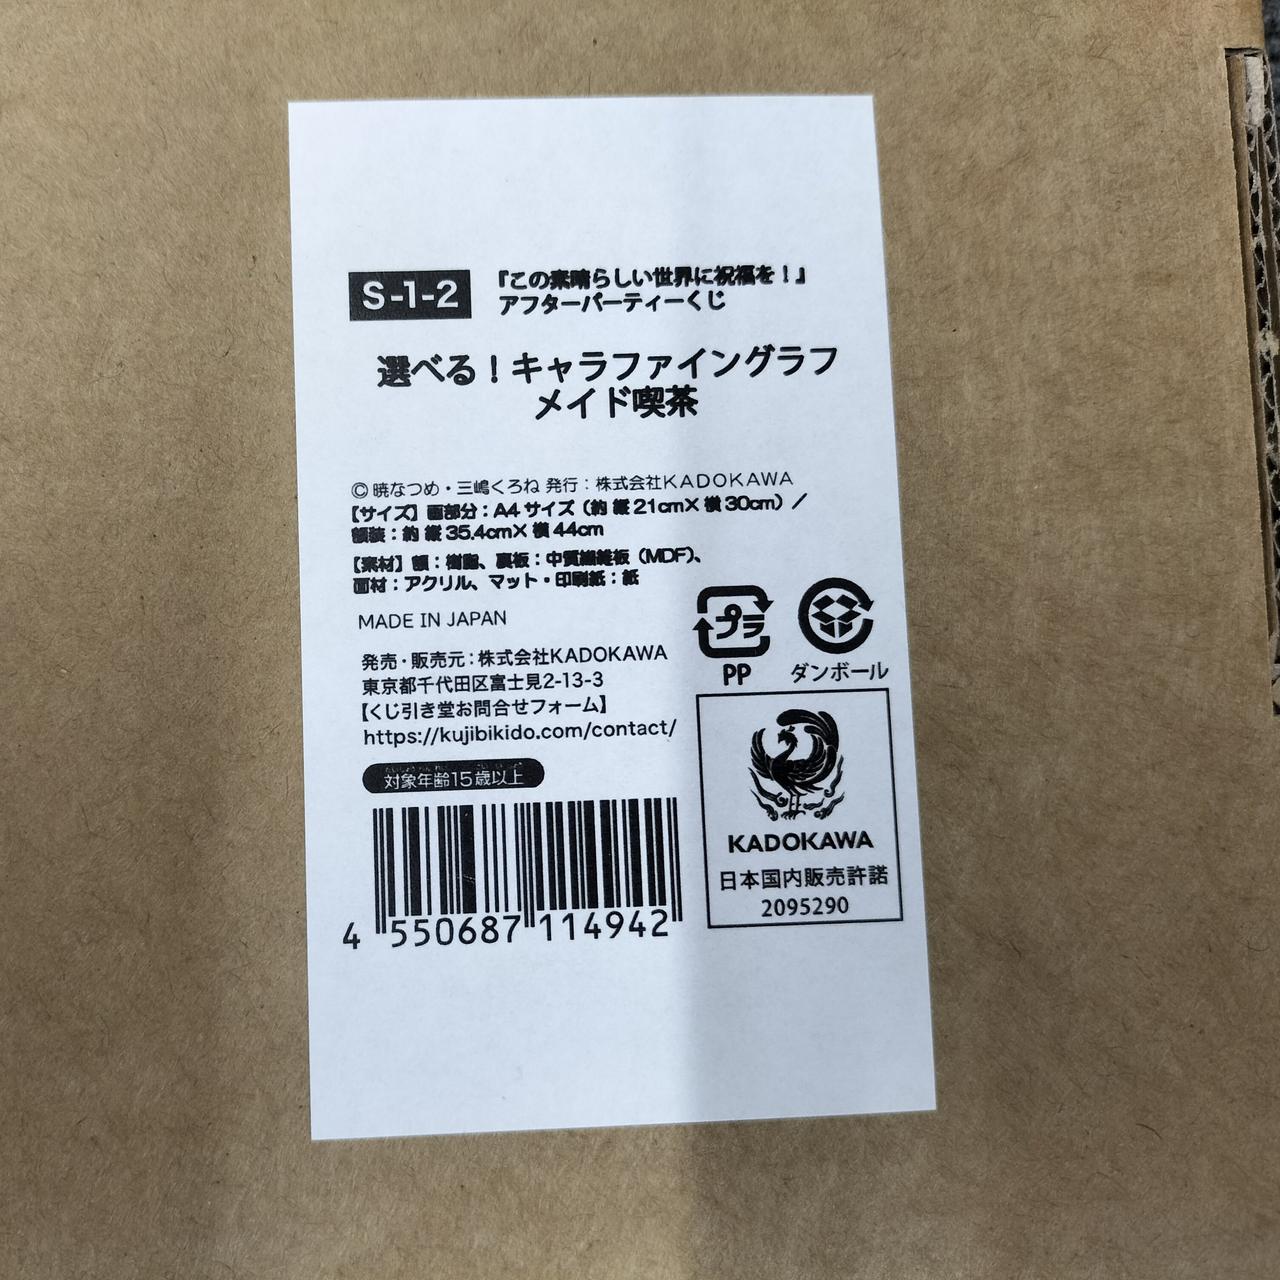 S-1-2
『この素晴らしい世界に祝福を！』
アフターパーティーくじ
選べる！キャラファイングラフ
メイド喫茶
© 暁なつめ・三嶋くろね 発行：株式会社KADOKAWA
【サイズ】画部分：A4サイズ（約 縦21cm×横30cm）／
額装：約 縦35.4cm×横44cm
【素材】額：樹脂、裏板：中質繊維板（MDF）、
面材：アクリル、マット・印刷紙：紙
MADE IN JAPAN
発売・販売元：株式会社KADOKAWA
東京都千代田区富士見2-13-3
【くじ引き堂お問合せフォーム】
https://kujibikido.com/contact/
対象年齢15歳以上
4 550687 114942
プラ
PP
ダンボール
KADOKAWA
日本国内販売許諾
2095290